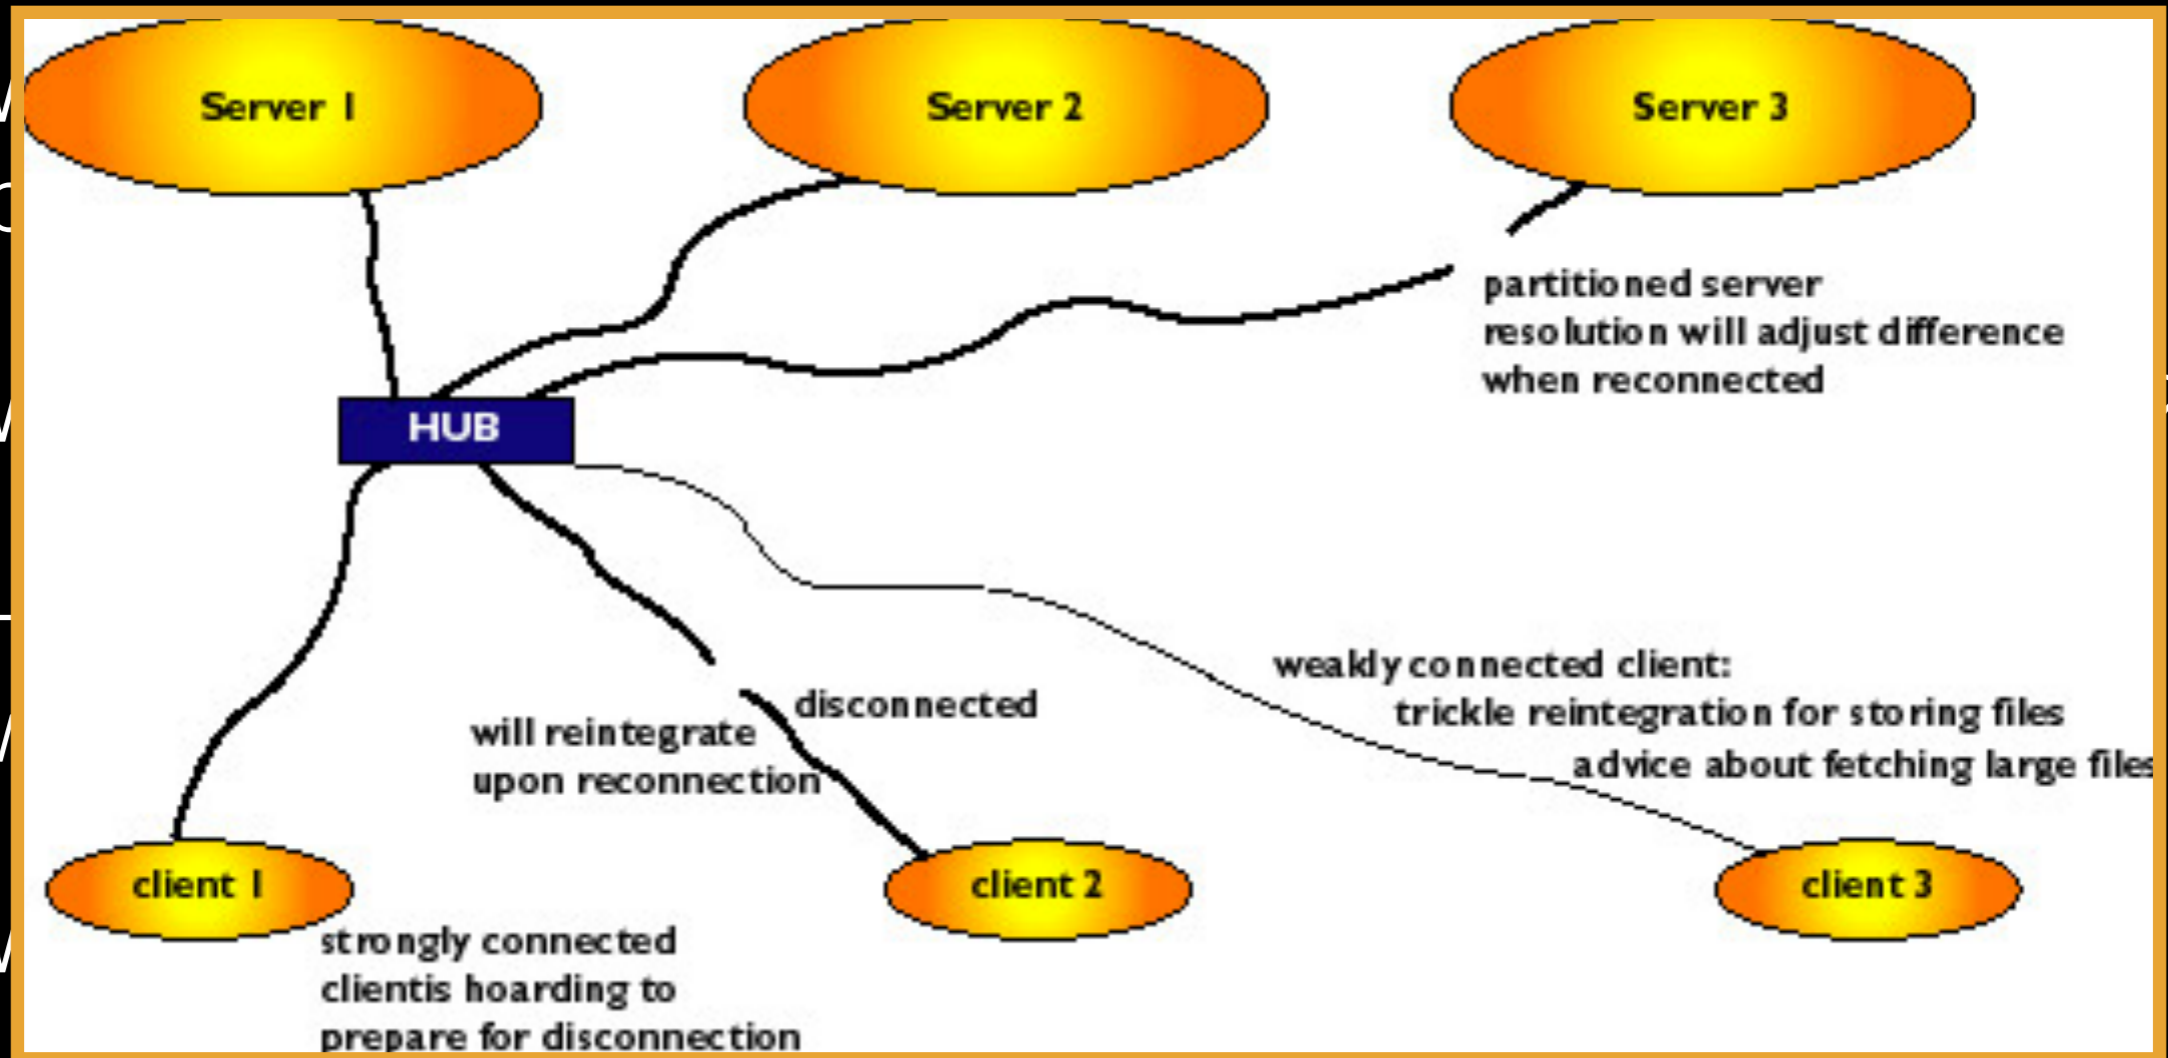 Server 1
Server 2
Server 3
partitioned server
resolution will adjust difference
when reconnected
HUB
weakly connected client:
trickle reintegration for storing files
advice about fetching large files
disconnected
will reintegrate
upon reconnection
client 1
client 2
client 3
strongly connected
clientis hoarding to
prepare for disconnection